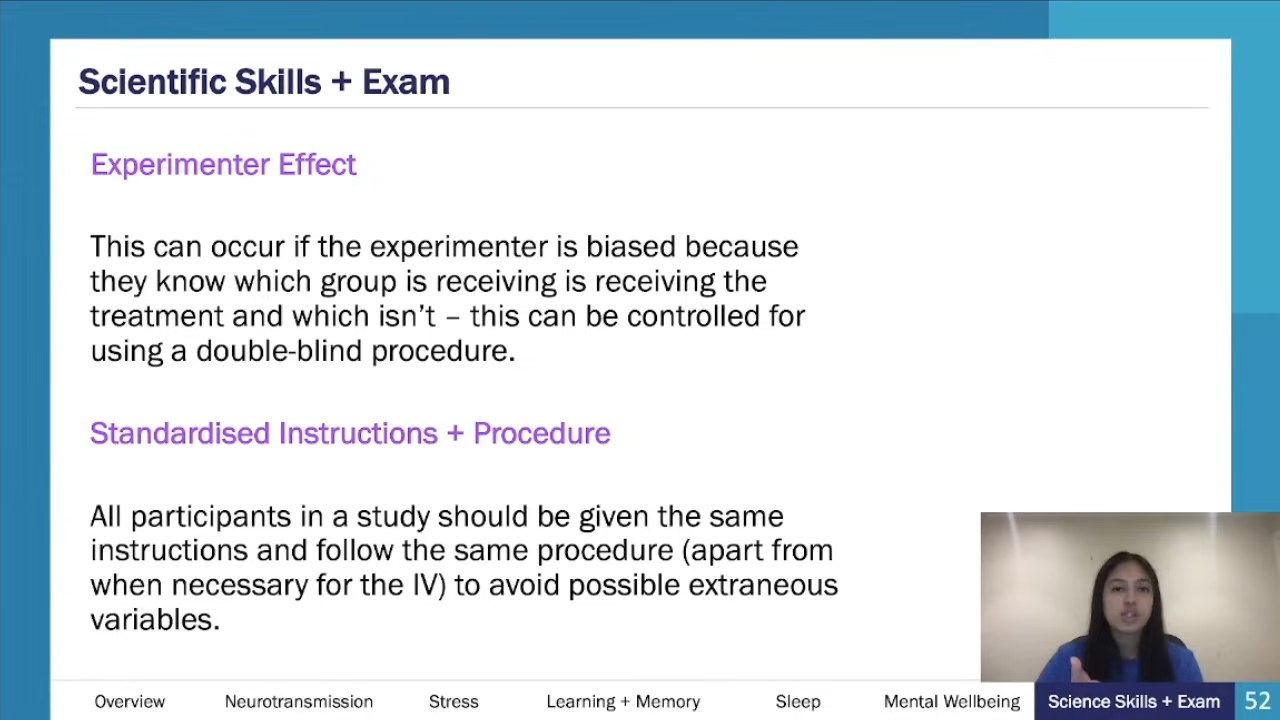 Scientific Skills + Exam
Experimenter Effect
This can occur if the experimenter is biased because
they know which group is receiving is receiving the
treatment and which isn’t – this can be controlled for
using a double-blind procedure.
Standardised Instructions + Procedure
All participants in a study should be given the same
instructions and follow the same procedure (apart from
when necessary for the IV) to avoid possible extraneous
variables.
Overview Neurotransmission Stress Learning + Memory Sleep Mental Wellbeing Science Skills + Exam 52